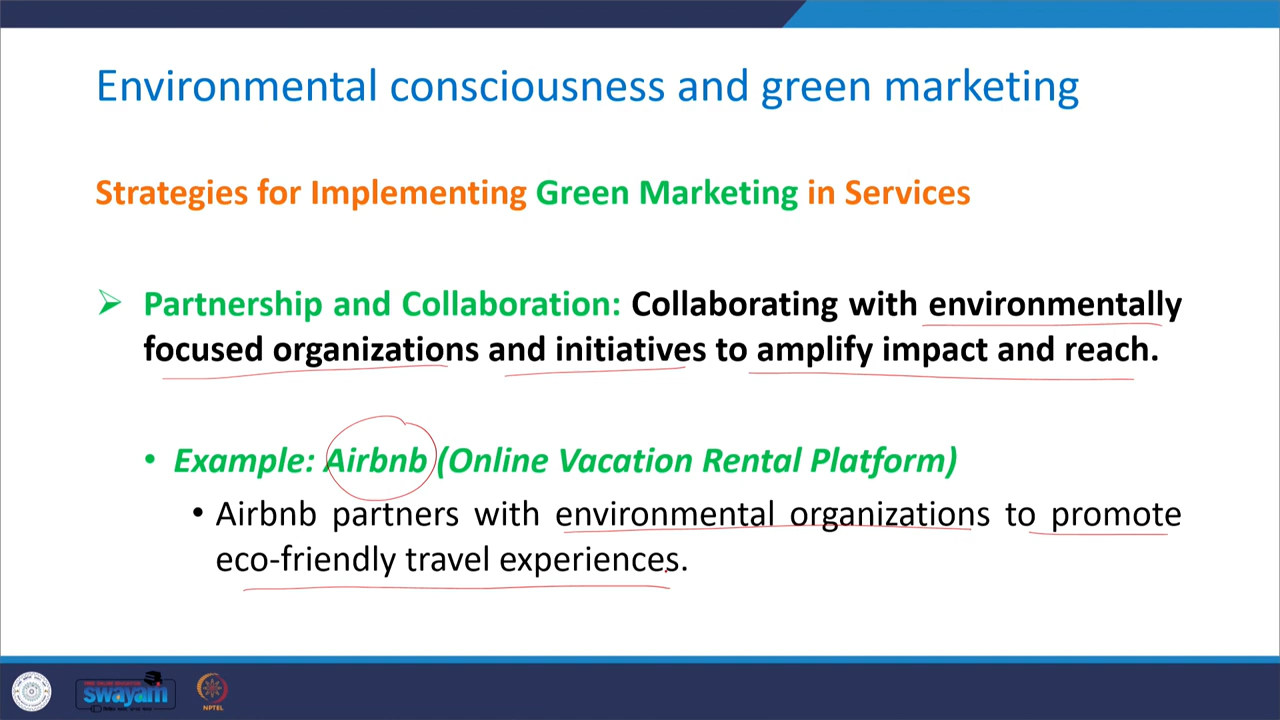 Environmental consciousness and green marketing
Strategies for Implementing Green Marketing in Services
➢ Partnership and Collaboration: Collaborating with environmentally
focused organizations and initiatives to amplify impact and reach.
• Example: Airbnb (Online Vacation Rental Platform)
• Airbnb partners with environmental organizations to promote
eco-friendly travel experiences.
swayam
NPTEL